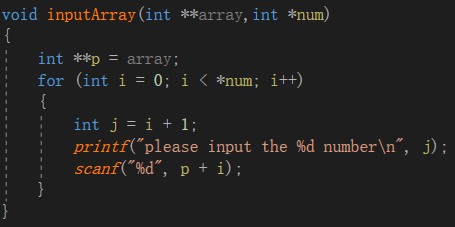 void inputArray(int **array,int *num)
{
    int **p = array;
    for (int i = 0; i < *num; i++)
    {
        int j = i + 1;
        printf("please input the %d number\n", j);
        scanf("%d", p + i);
    }
}